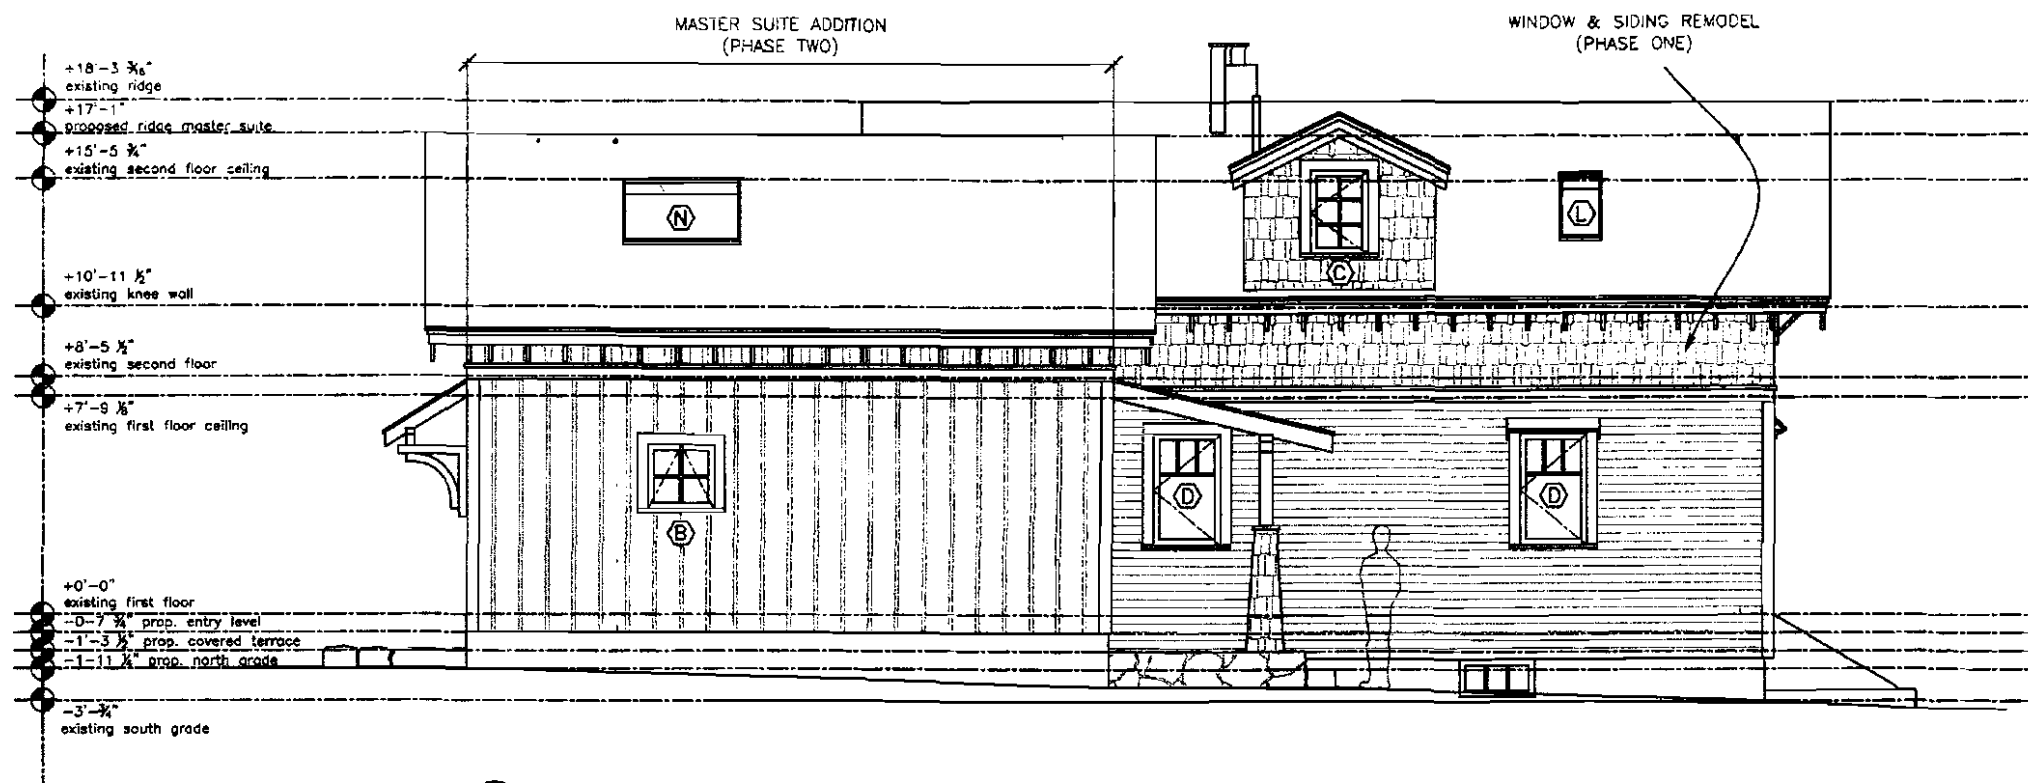 MASTER SUITE ADDITION
(PHASE TWO)
WINDOW & SIDING REMODEL
(PHASE ONE)
+18'-3 3/16"
existing ridge
+17'-1"
proposed ridge master suite
+15'-5 3/4"
existing second floor ceiling
N
L
C
+10'-11 1/2"
existing knee wall
+8'-5 1/2"
existing second floor
+7'-9 1/8"
existing first floor ceiling
B
D
D
+0'-0"
existing first floor
-0-7 3/4" prop. entry level
-1'-3 1/2" prop. covered terrace
-1-11 1/4" prop. north grade
-3'-3/4"
existing south grade